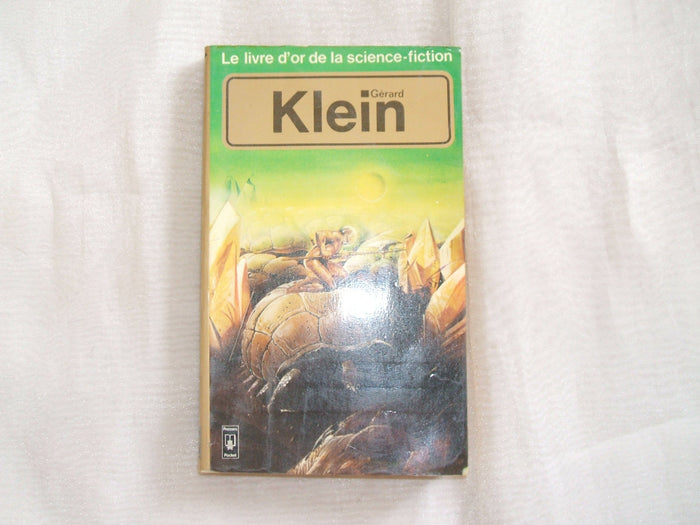 Le livre d'or de la science-fiction
Gérard
Klein
Presses
Pocket